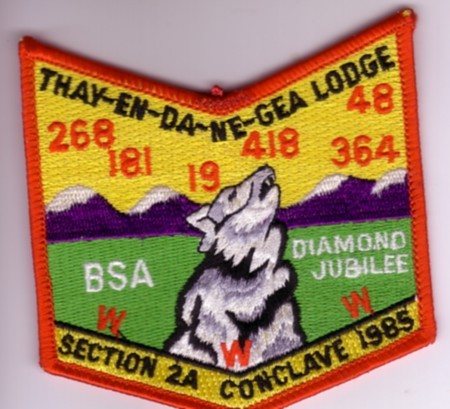 THAY-EN-DA-NE-GEA LODGE
268 181 19 418 364 48
BSA
DIAMOND
JUBILEE
W W W
SECTION 2A CONCLAVE 1985